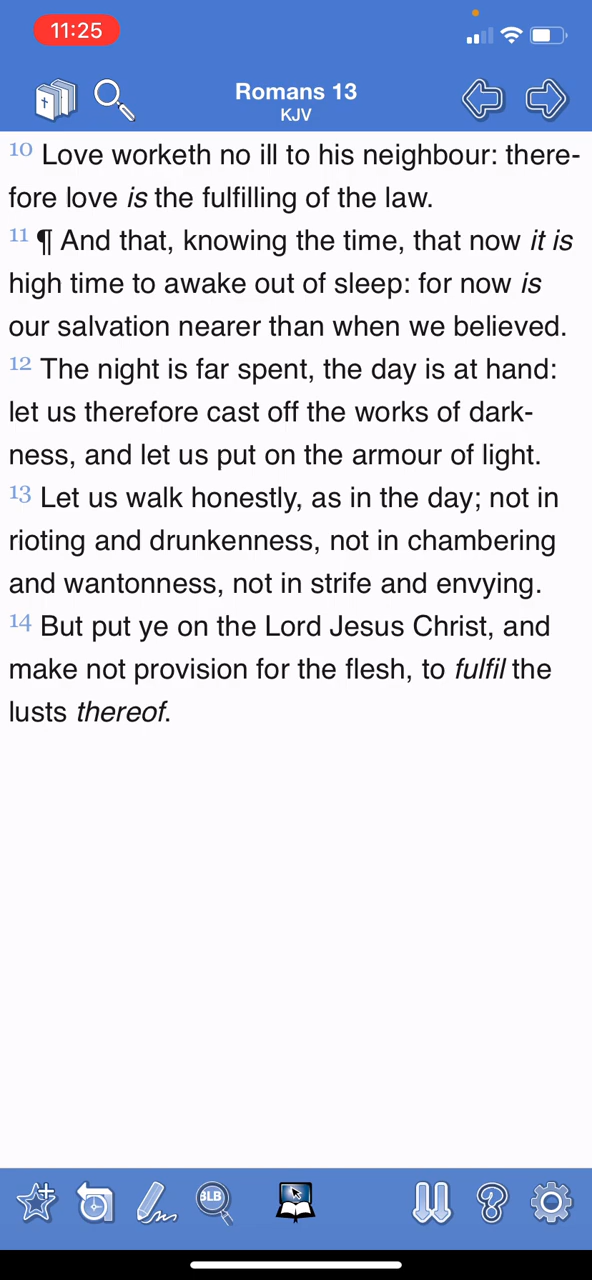 11:25
Romans 13
KJV
10 Love worketh no ill to his neighbour: there-
fore love is the fulfilling of the law.
11 ¶ And that, knowing the time, that now it is
high time to awake out of sleep: for now is
our salvation nearer than when we believed.
12 The night is far spent, the day is at hand:
let us therefore cast off the works of dark-
ness, and let us put on the armour of light.
13 Let us walk honestly, as in the day; not in
rioting and drunkenness, not in chambering
and wantonness, not in strife and envying.
14 But put ye on the Lord Jesus Christ, and
make not provision for the flesh, to fulfil the
lusts thereof.
BLB